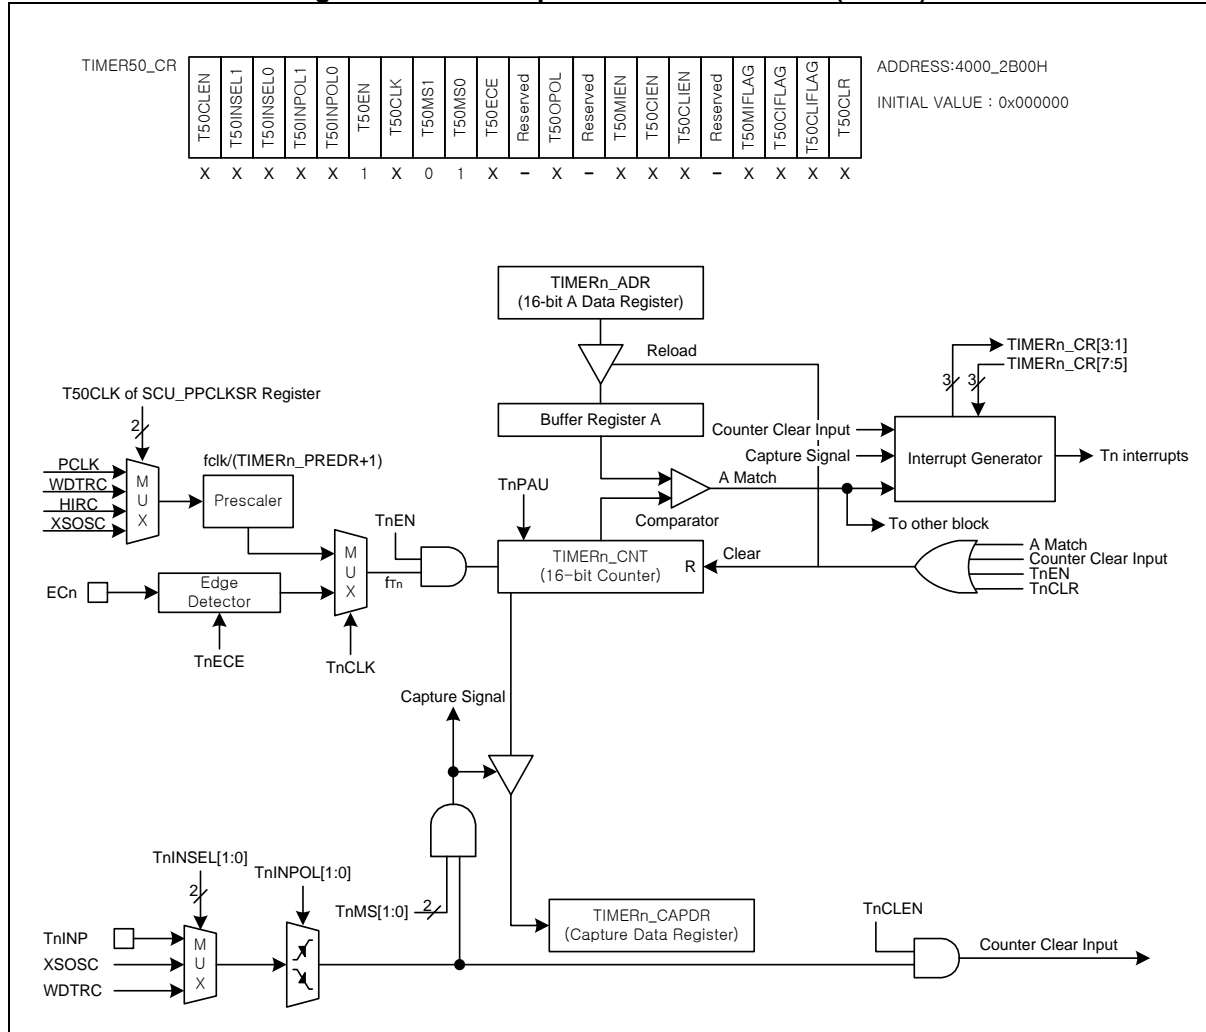 TIMER50_CR
T50CLEN
T50INSEL1
T50INSEL0
T50INPOL1
T50INPOL0
T50EN
T50CLK
T50MS1
T50MS0
T50ECE
Reserved
T50OPOL
Reserved
T50MIEN
T50CIEN
T50CLIEN
Reserved
T50MIFLAG
T50CIFLAG
T50CLIFLAG
T50CLR
ADDRESS:4000_2B00H
INITIAL VALUE : 0x000000
X X X X X 1 X 0 1 X – X – X X X – X X X X
TIMERn_ADR
(16-bit A Data Register)
Reload
TIMERn_CR[3:1]
TIMERn_CR[7:5]
3 3
T50CLK of SCU_PPCLKSR Register
2
Buffer Register A
Counter Clear Input
Capture Signal
Interrupt Generator
Tn interrupts
PCLK
WDTRC
HIRC
XSOSC
MUX
fclk/(TIMERn_PREDR+1)
Prescaler
A Match
Comparator
To other block
TnPAU
TnEN
MUX
fTn
TIMERn_CNT
(16-bit Counter)
R
Clear
A Match
Counter Clear Input
TnEN
TnCLR
ECn
Edge
Detector
TnECE
TnCLK
Capture Signal
TnINSEL[1:0]
2
TnINPOL[1:0]
TnMS[1:0]
2
TIMERn_CAPDR
(Capture Data Register)
TnCLEN
TnINP
XSOSC
WDTRC
MUX
Counter Clear Input